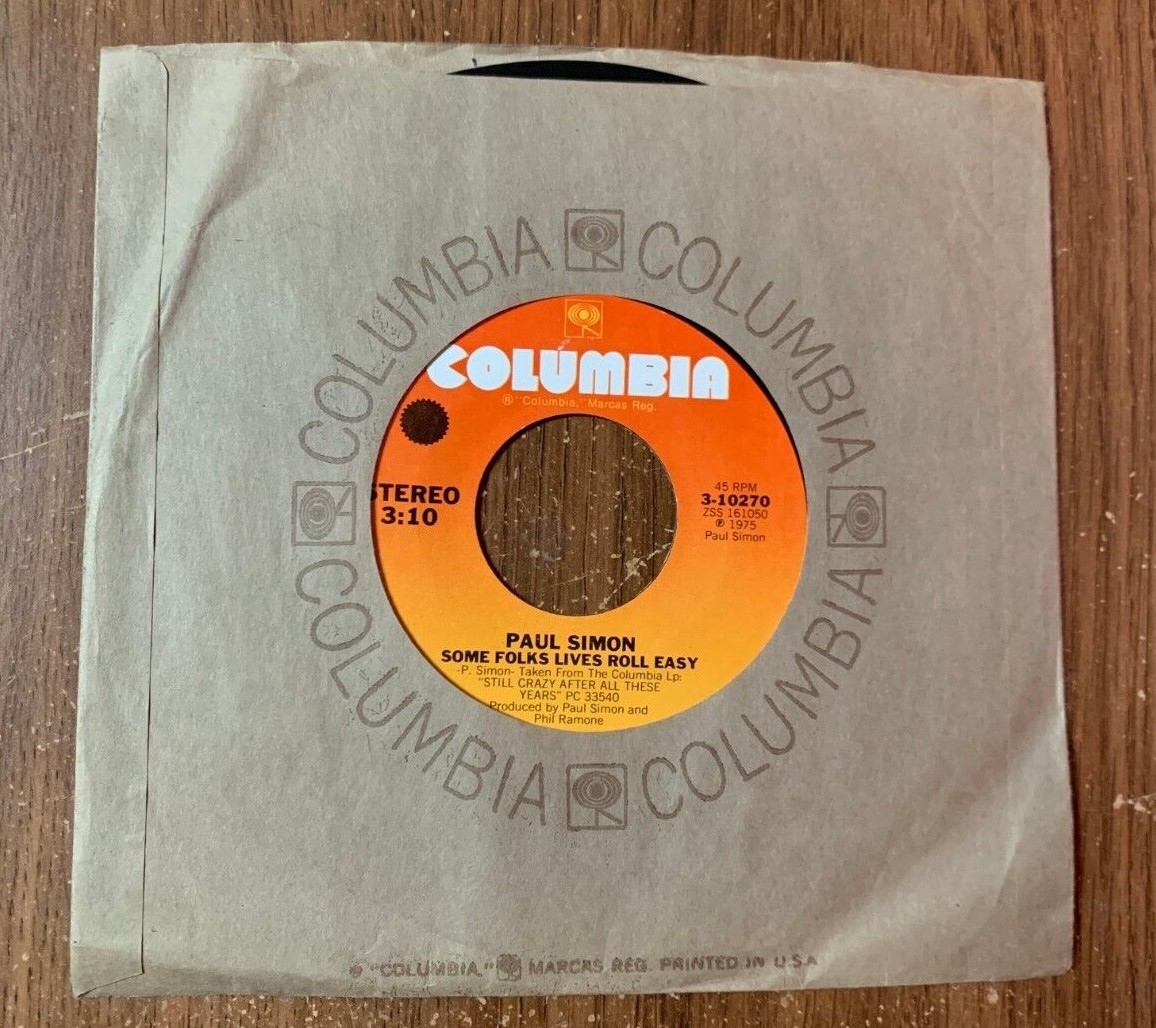 COLUMBIA COLUMBIA
COLUMBIA COLUMBIA
COLUMBIA
® "Columbia," Marcas Reg.
STEREO
3:10
45 RPM
3-10270
ZSS 161050
℗ 1975
Paul Simon
PAUL SIMON
SOME FOLKS LIVES ROLL EASY
-P. Simon- Taken From The Columbia Lp:
"STILL CRAZY AFTER ALL THESE
YEARS" PC 33540
Produced by Paul Simon and
Phil Ramone
® "COLUMBIA," MARCAS REG. PRINTED IN U.S.A.